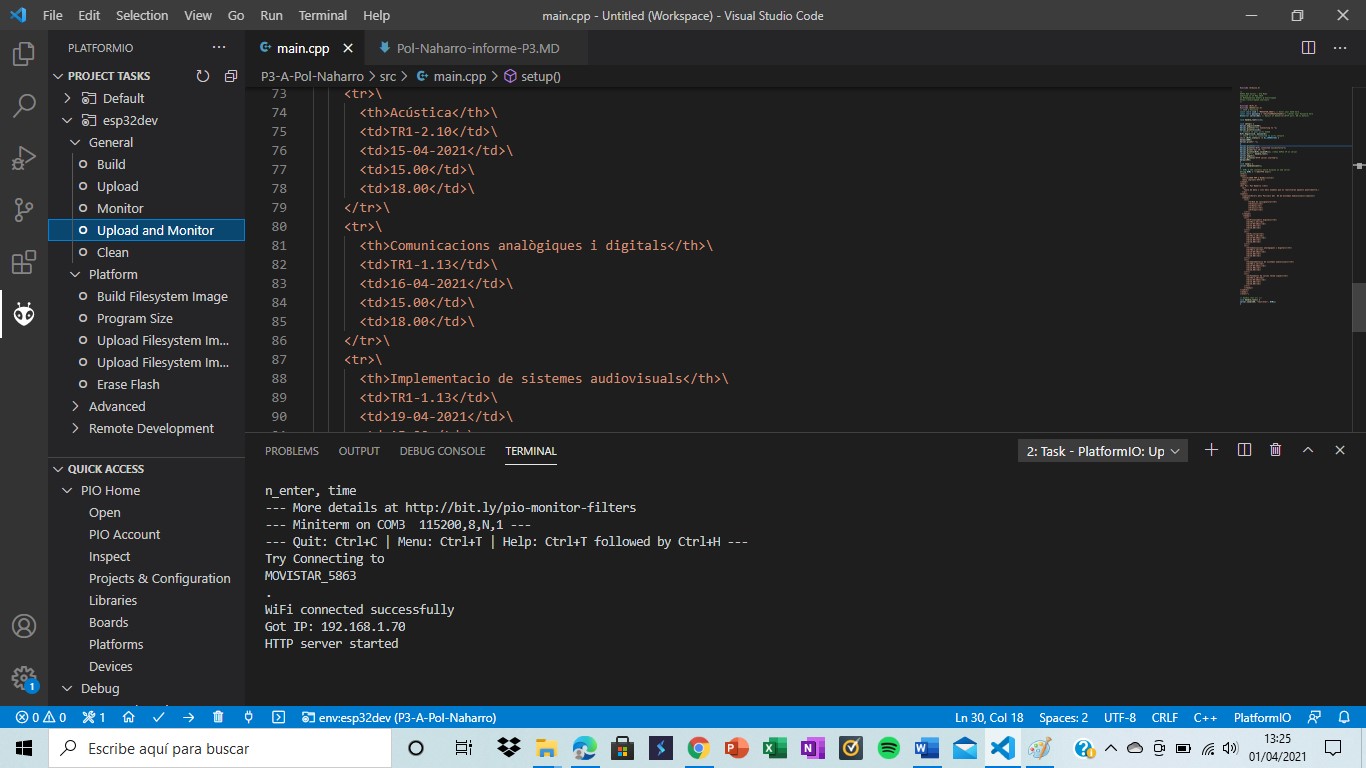 File Edit Selection View Go Run Terminal Help main.cpp - Untitled (Workspace) - Visual Studio Code
PLATFORMIO ···
PROJECT TASKS
Default
esp32dev
General
Build
Upload
Monitor
Upload and Monitor
Clean
Platform
Build Filesystem Image
Program Size
Upload Filesystem Im...
Upload Filesystem Im...
Erase Flash
Advanced
Remote Development
QUICK ACCESS
PIO Home
Open
PIO Account
Inspect
Projects & Configuration
Libraries
Boards
Platforms
Devices
Debug
1
main.cpp Pol-Naharro-informe-P3.MD
P3-A-Pol-Naharro > src > main.cpp > setup()
73 <tr>\
74 <th>Acústica</th>\
75 <td>TR1-2.10</td>\
76 <td>15-04-2021</td>\
77 <td>15.00</td>\
78 <td>18.00</td>\
79 </tr>\
80 <tr>\
81 <th>Comunicacions analògiques i digitals</th>\
82 <td>TR1-1.13</td>\
83 <td>16-04-2021</td>\
84 <td>15.00</td>\
85 <td>18.00</td>\
86 </tr>\
87 <tr>\
88 <th>Implementacio de sistemes audiovisuals</th>\
89 <td>TR1-1.13</td>\
90 <td>19-04-2021</td>\
PROBLEMS OUTPUT DEBUG CONSOLE TERMINAL 2: Task - PlatformIO: Up
n_enter, time
--- More details at http://bit.ly/pio-monitor-filters
--- Miniterm on COM3  115200,8,N,1 ---
--- Quit: Ctrl+C | Menu: Ctrl+T | Help: Ctrl+T followed by Ctrl+H ---
Try Connecting to
MOVISTAR_5863
.
WiFi connected successfully
Got IP: 192.168.1.70
HTTP server started
0 0 1 env:esp32dev (P3-A-Pol-Naharro) Ln 30, Col 18 Spaces: 2 UTF-8 CRLF C++ PlatformIO
Escribe aquí para buscar
13:25
01/04/2021